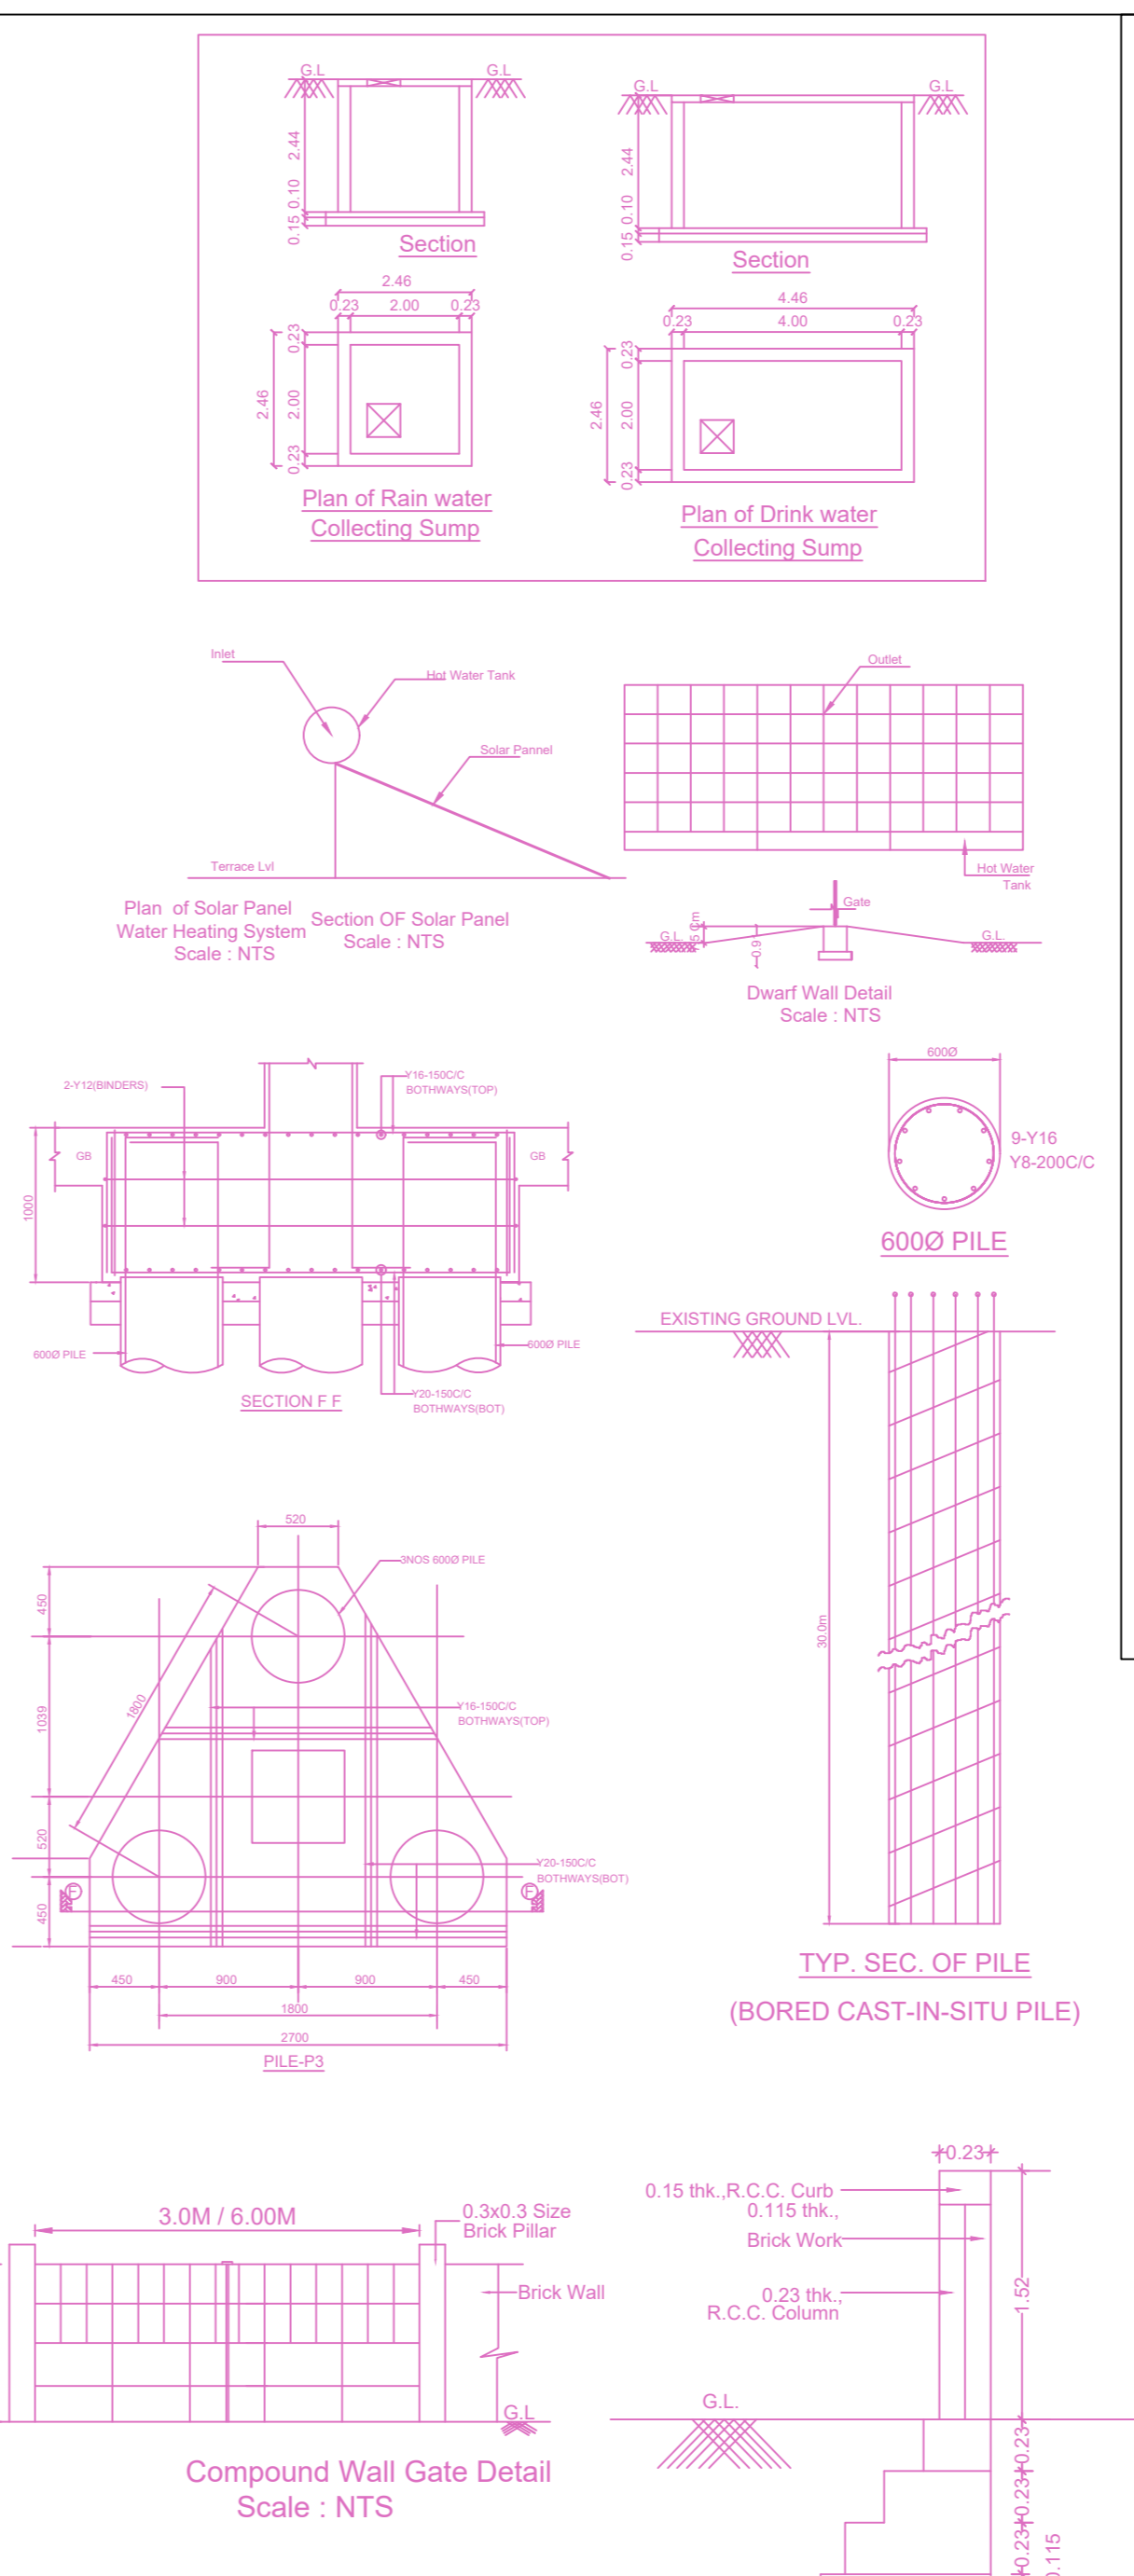 G.L
G.L
2.44
0.10
0.15
Section
2.46
0.23
2.00
0.23
2.46
0.23
2.00
0.23
Plan of Rain water
Collecting Sump
G.L
G.L
2.44
0.10
0.15
Section
4.46
0.23
4.00
0.23
2.46
0.23
2.00
0.23
Plan of Drink water
Collecting Sump
Inlet
Hot Water Tank
Solar Pannel
Terrace Lvl
Plan of Solar Panel
Water Heating System
Scale : NTS
Section OF Solar Panel
Scale : NTS
Outlet
Hot Water
Tank
Gate
G.L.
Cm
0.9
G.L.
Dwarf Wall Detail
Scale : NTS
2-Y12(BINDERS)
Y16-150C/C
BOTHWAYS(TOP)
GB
GB
1000
600Ø PILE
600Ø PILE
Y20-150C/C
BOTHWAYS(BOT)
SECTION F F
600Ø
9-Y16
Y8-200C/C
600Ø PILE
EXISTING GROUND LVL.
30.0m
TYP. SEC. OF PILE
(BORED CAST-IN-SITU PILE)
520
3NOS 600Ø PILE
450
1800
1039
Y16-150C/C
BOTHWAYS(TOP)
520
Y20-150C/C
BOTHWAYS(BOT)
F
F
450
450
900
900
450
1800
2700
PILE-P3
3.0M / 6.00M
0.3x0.3 Size
Brick Pillar
Brick Wall
G.L
Compound Wall Gate Detail
Scale : NTS
0.23
0.15 thk.,R.C.C. Curb
0.115 thk.,
Brick Work
0.23 thk.,
R.C.C. Column
1.52
G.L.
0.23
0.23
0.23
0.115